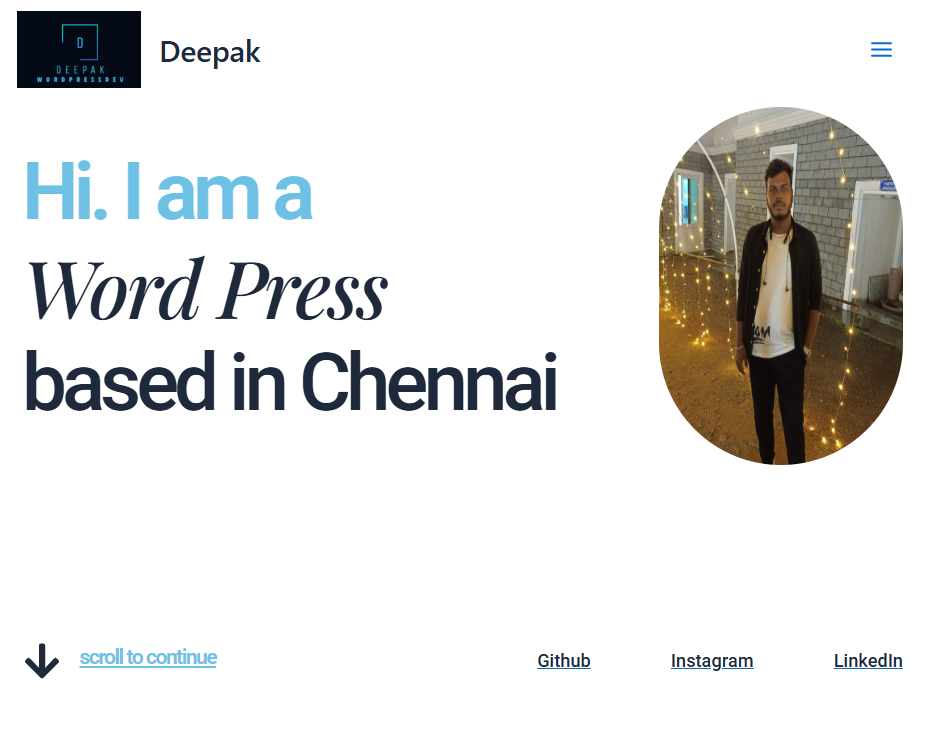 D
DEEPAK
WORDPRESSDEV
Deepak
Hi. I am a
Word Press
based in Chennai
scroll to continue
Github
Instagram
LinkedIn